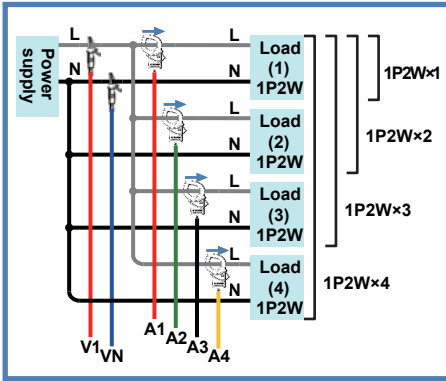 Power
supply
L
N
L
N
Load
(1)
1P2W
L
N
Load
(2)
1P2W
L
N
Load
(3)
1P2W
L
N
Load
(4)
1P2W
1P2W×1
1P2W×2
1P2W×3
1P2W×4
V1
VN
A1
A2
A3
A4